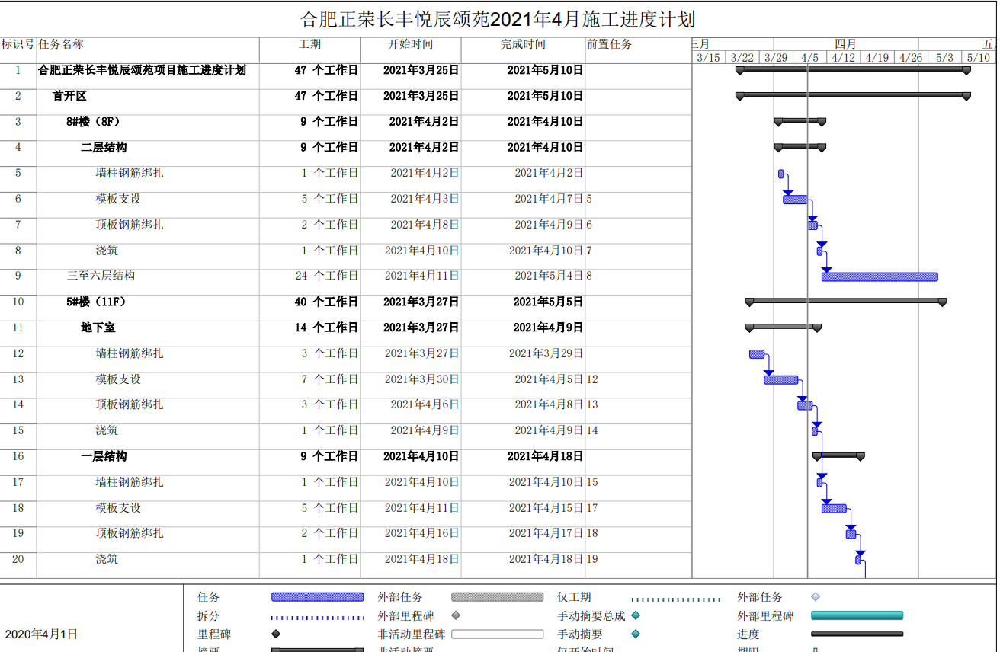 合肥正荣长丰悦辰颂苑2021年4月施工进度计划
标识号 任务名称 工期 开始时间 完成时间 前置任务 三月 四月 五
3/15 3/22 3/29 4/5 4/12 4/19 4/26 5/3 5/10
1 合肥正荣长丰悦辰颂苑项目施工进度计划 47 个工作日 2021年3月25日 2021年5月10日
2 首开区 47 个工作日 2021年3月25日 2021年5月10日
3 8#楼（8F） 9 个工作日 2021年4月2日 2021年4月10日
4 二层结构 9 个工作日 2021年4月2日 2021年4月10日
5 墙柱钢筋绑扎 1 个工作日 2021年4月2日 2021年4月2日
6 模板支设 5 个工作日 2021年4月3日 2021年4月7日 5
7 顶板钢筋绑扎 2 个工作日 2021年4月8日 2021年4月9日 6
8 浇筑 1 个工作日 2021年4月10日 2021年4月10日 7
9 三至六层结构 24 个工作日 2021年4月11日 2021年5月4日 8
10 5#楼（11F） 40 个工作日 2021年3月27日 2021年5月5日
11 地下室 14 个工作日 2021年3月27日 2021年4月9日
12 墙柱钢筋绑扎 3 个工作日 2021年3月27日 2021年3月29日
13 模板支设 7 个工作日 2021年3月30日 2021年4月5日 12
14 顶板钢筋绑扎 3 个工作日 2021年4月6日 2021年4月8日 13
15 浇筑 1 个工作日 2021年4月9日 2021年4月9日 14
16 一层结构 9 个工作日 2021年4月10日 2021年4月18日
17 墙柱钢筋绑扎 1 个工作日 2021年4月10日 2021年4月10日 15
18 模板支设 5 个工作日 2021年4月11日 2021年4月15日 17
19 顶板钢筋绑扎 2 个工作日 2021年4月16日 2021年4月17日 18
20 浇筑 1 个工作日 2021年4月18日 2021年4月18日 19
任务 外部任务 仅工期 外部任务
拆分 外部里程碑 手动摘要总成 外部里程碑
2020年4月1日 里程碑 非活动里程碑 手动摘要 进度
摘要 非活动摘要 仅开始时间 期限